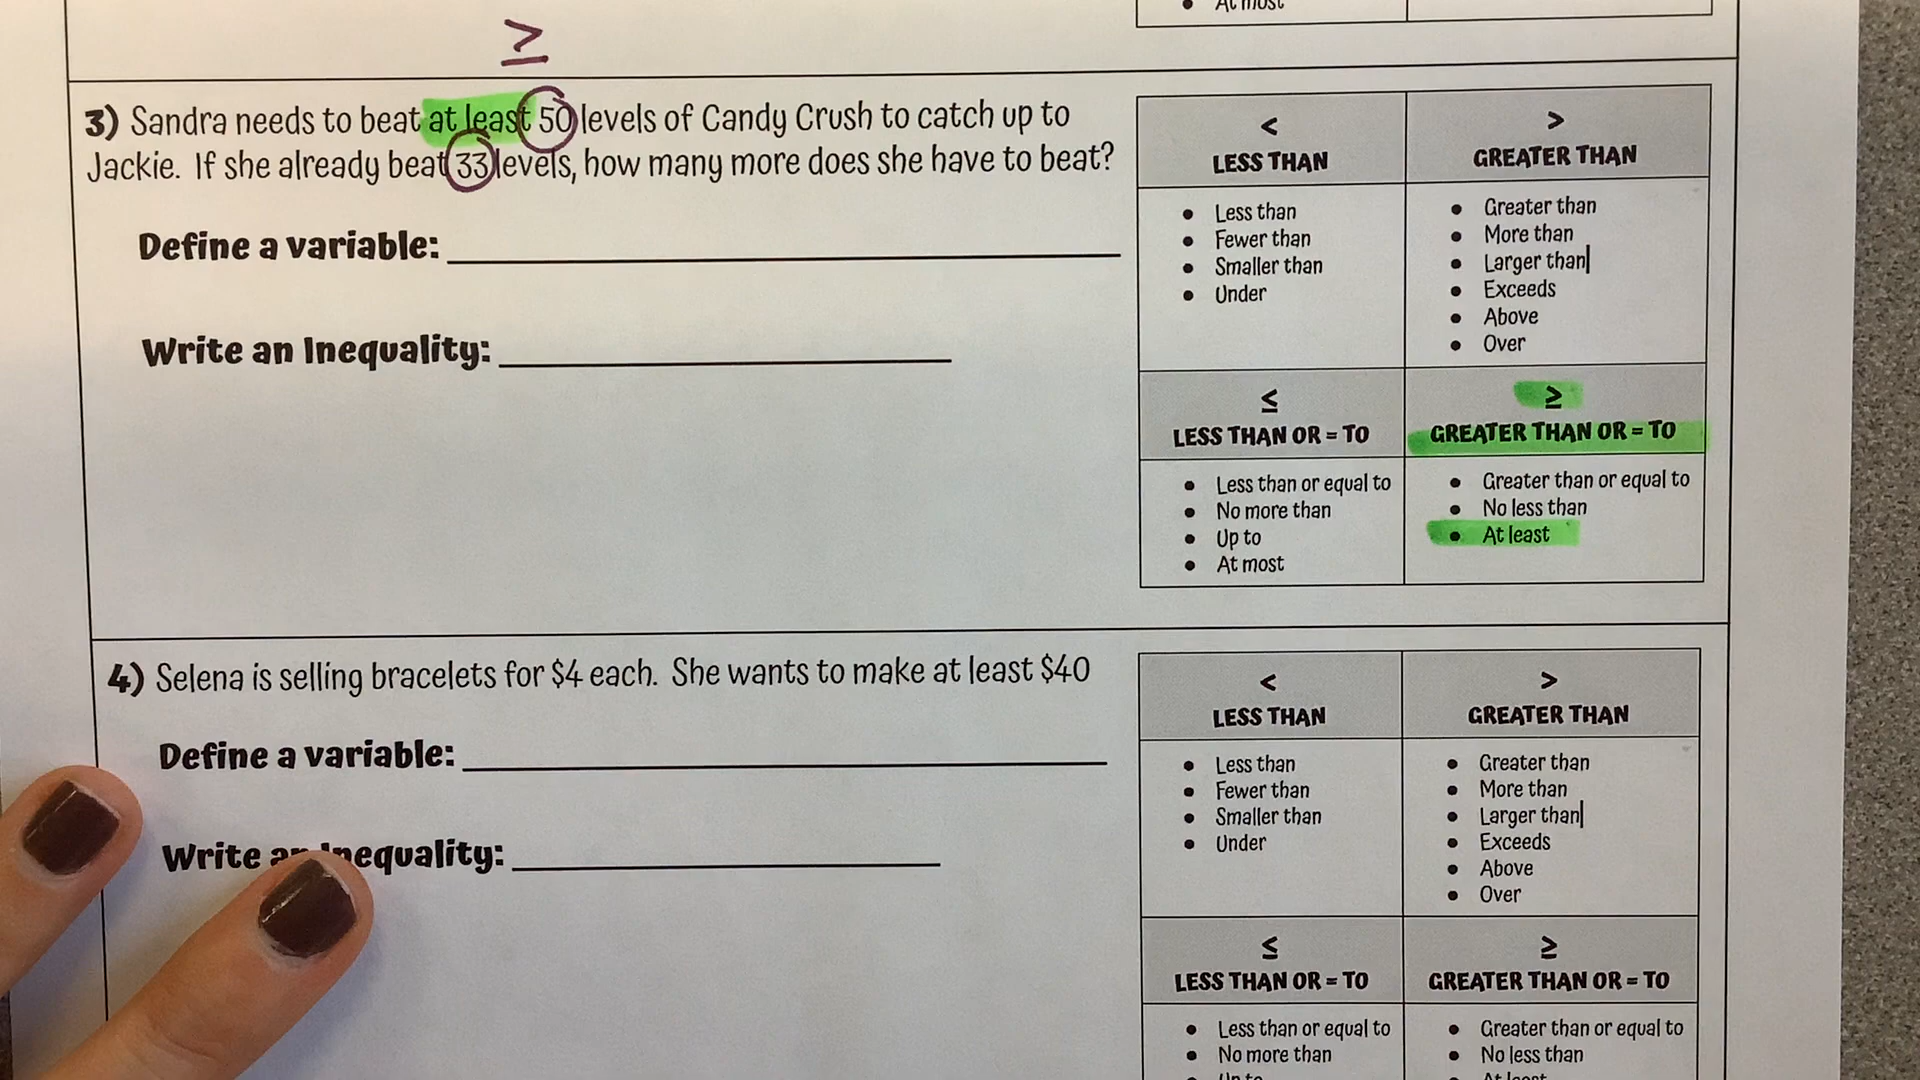 At most
≥
3) Sandra needs to beat at least 50 levels of Candy Crush to catch up to
Jackie. If she already beat 33 levels, how many more does she have to beat?
Define a variable:
Write an Inequality:
<
LESS THAN
>
GREATER THAN
• Less than
• Fewer than
• Smaller than
• Under
• Greater than
• More than
• Larger than
• Exceeds
• Above
• Over
≤
LESS THAN OR = TO
≥
GREATER THAN OR = TO
• Less than or equal to
• No more than
• Up to
• At most
• Greater than or equal to
• No less than
• At least
4) Selena is selling bracelets for $4 each. She wants to make at least $40
Define a variable:
Write an Inequality:
<
LESS THAN
>
GREATER THAN
• Less than
• Fewer than
• Smaller than
• Under
• Greater than
• More than
• Larger than
• Exceeds
• Above
• Over
≤
LESS THAN OR = TO
≥
GREATER THAN OR = TO
• Less than or equal to
• No more than
Up to
• Greater than or equal to
• No less than
At least